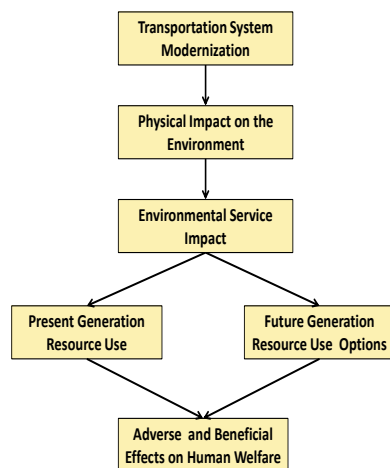 Transportation System
Modernization
Physical Impact on the
Environment
Environmental Service
Impact
Present Generation
Resource Use
Future Generation
Resource Use Options
Adverse and Beneficial
Effects on Human Welfare